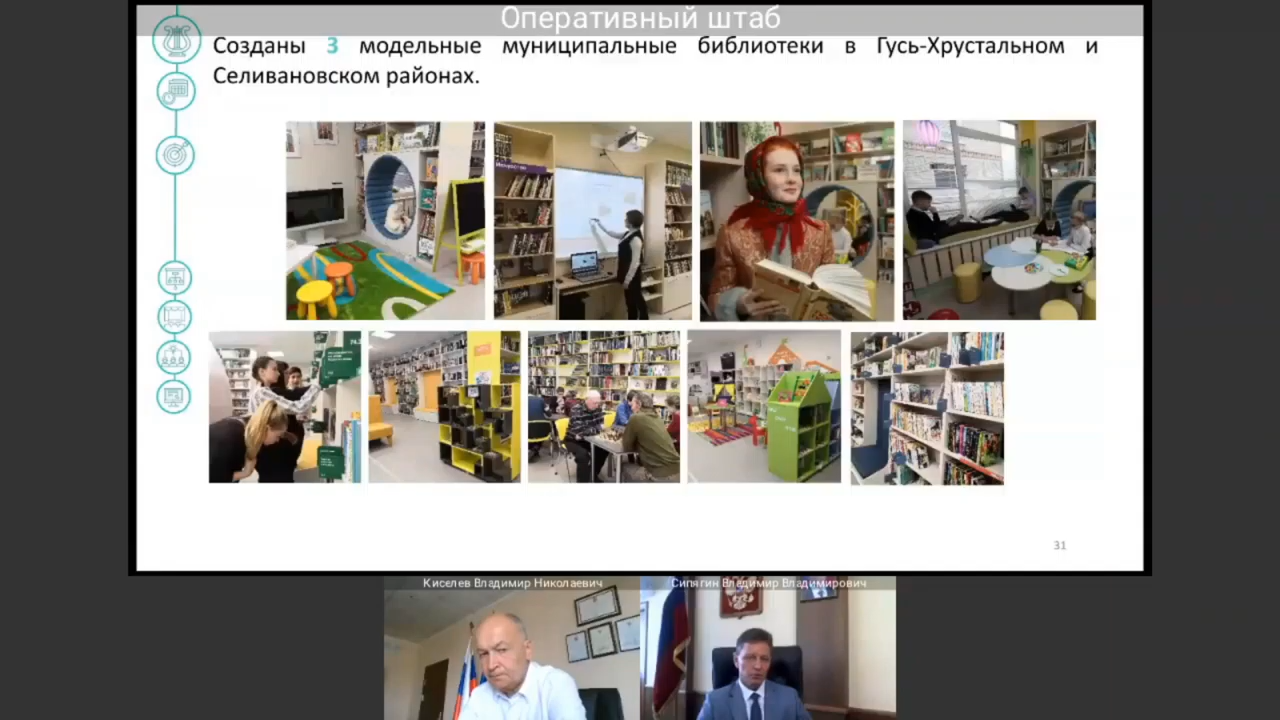 Оперативный штаб
Созданы 3 модельные муниципальные библиотеки в Гусь-Хрустальном и
Селивановском районах.
31
Киселев Владимир Николаевич
Сипягин Владимир Владимирович